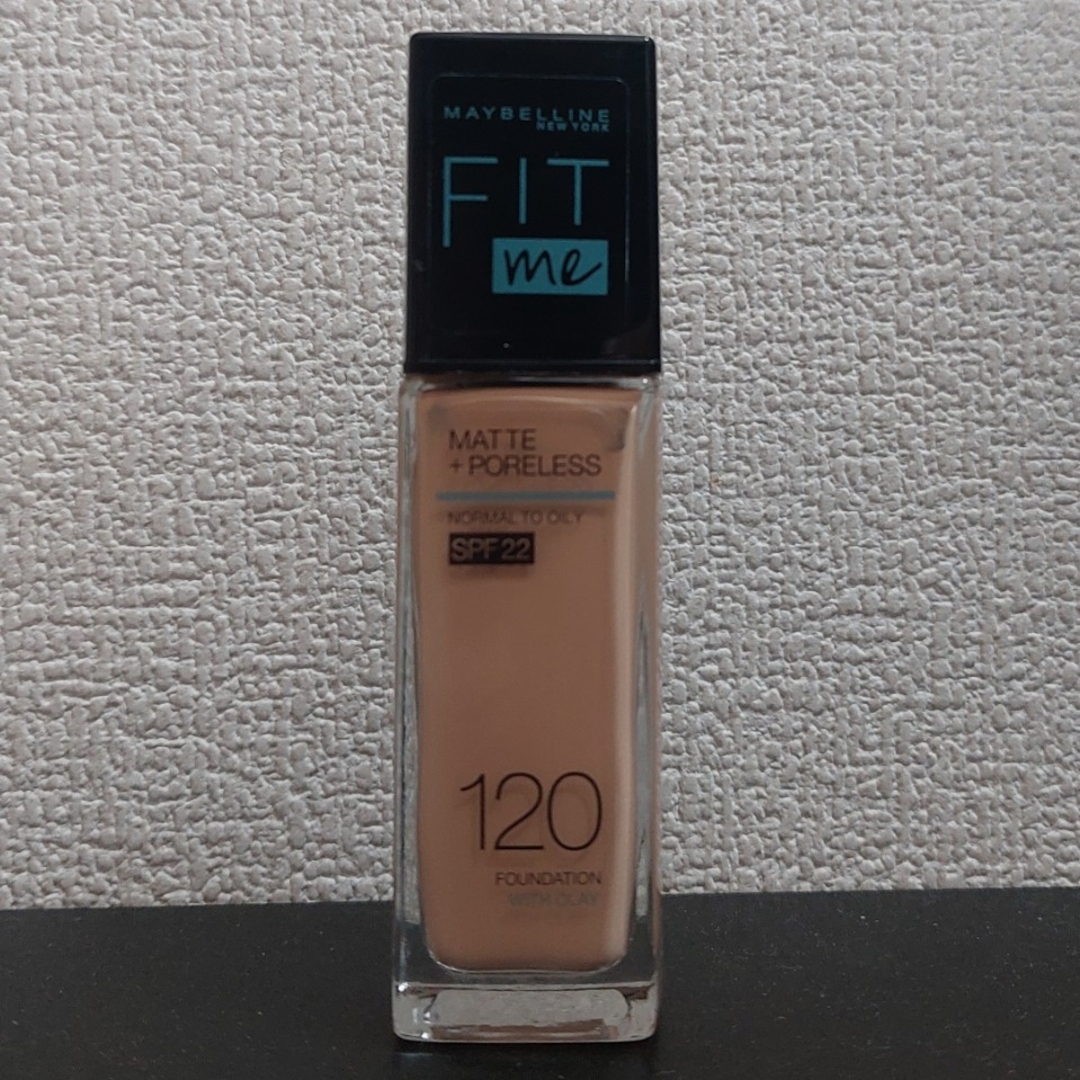 MAYBELLINE
NEW YORK
FIT
me
MATTE
+PORELESS
NORMAL TO OILY
SPF 22
120
FOUNDATION
WITH CLAY